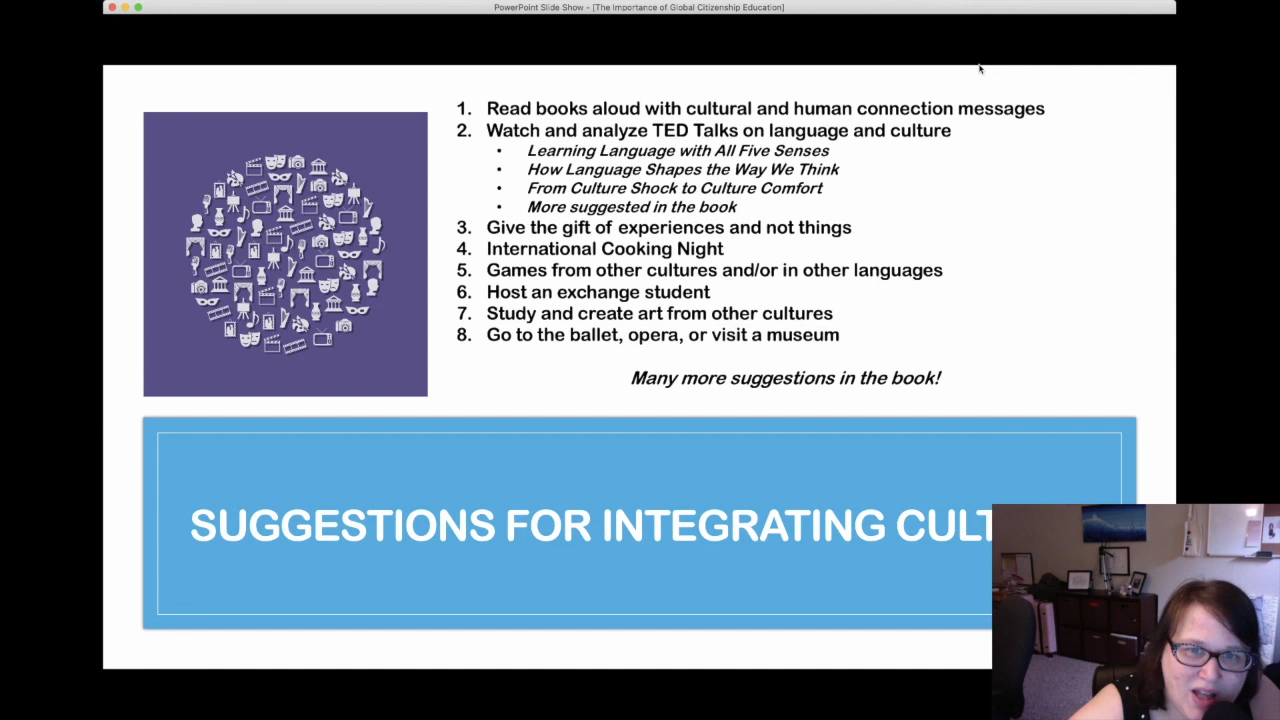 PowerPoint Slide Show - [The Importance of Global Citizenship Education]
1. Read books aloud with cultural and human connection messages
2. Watch and analyze TED Talks on language and culture
• Learning Language with All Five Senses
• How Language Shapes the Way We Think
• From Culture Shock to Culture Comfort
• More suggested in the book
3. Give the gift of experiences and not things
4. International Cooking Night
5. Games from other cultures and/or in other languages
6. Host an exchange student
7. Study and create art from other cultures
8. Go to the ballet, opera, or visit a museum
Many more suggestions in the book!
SUGGESTIONS FOR INTEGRATING CULT